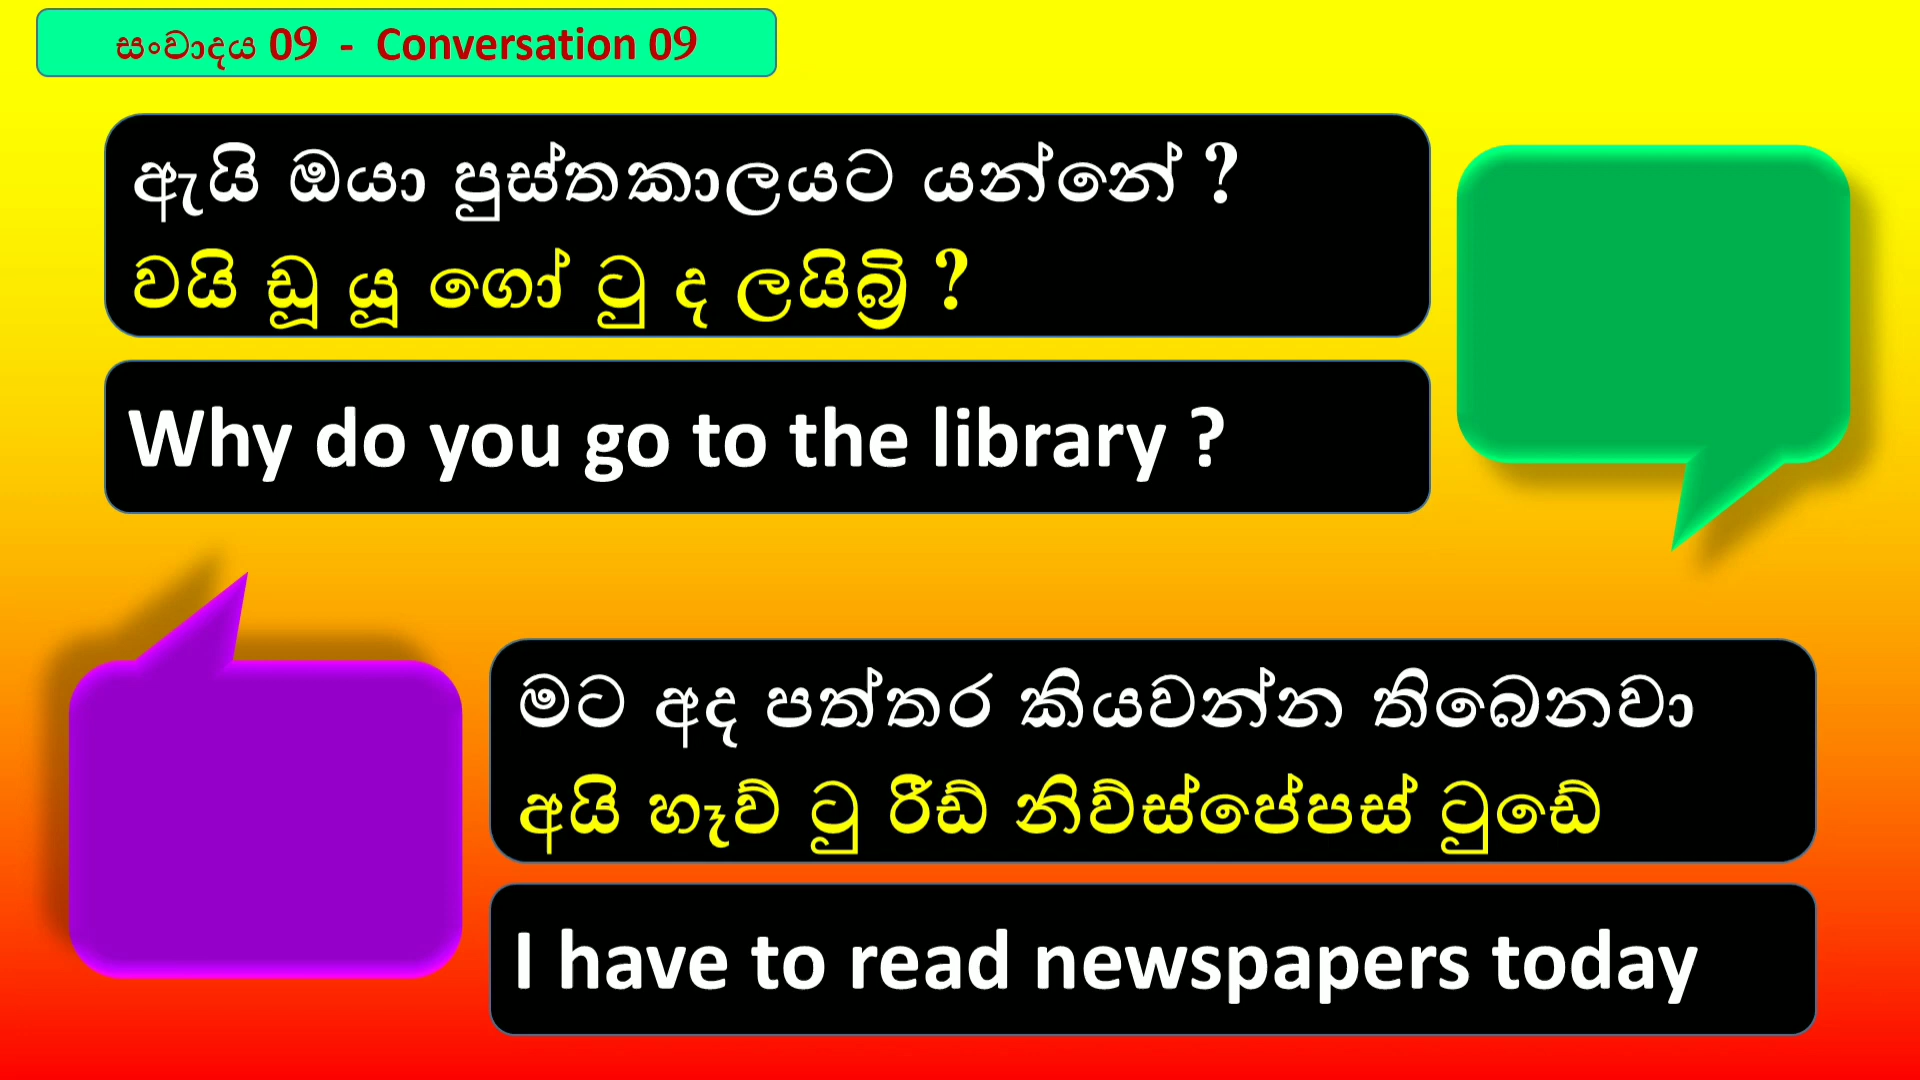 සංවාදය 09 - Conversation 09
ඇයි ඔයා පුස්තකාලයට යන්නේ ?
වයි ඩූ යූ ගෝ ටු ද ලයිබ්‍රි ?
Why do you go to the library ?
මට අද පත්තර කියවන්න තිබෙනවා
අයි හෑව් ටු රීඩ් නිව්ස්පේපස් ටුඩේ
I have to read newspapers today